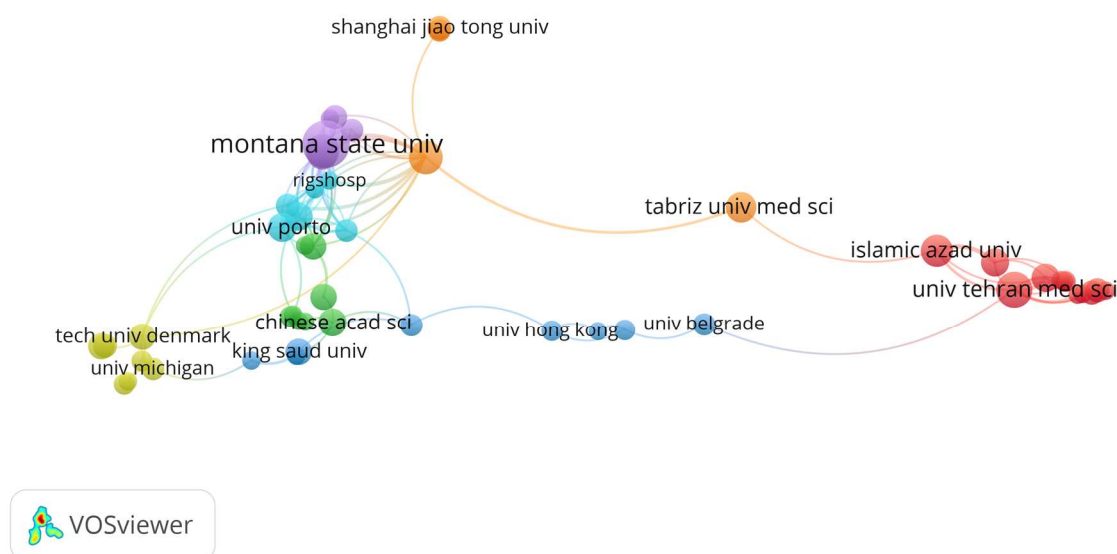 shanghai jiao tong univ
montana state univ
rigshosp
tabriz univ med sci
univ porto
islamic azad univ
univ tehran med sci
chinese acad sci
univ hong kong
univ belgrade
tech univ denmark
king saud univ
univ michigan
VOSviewer